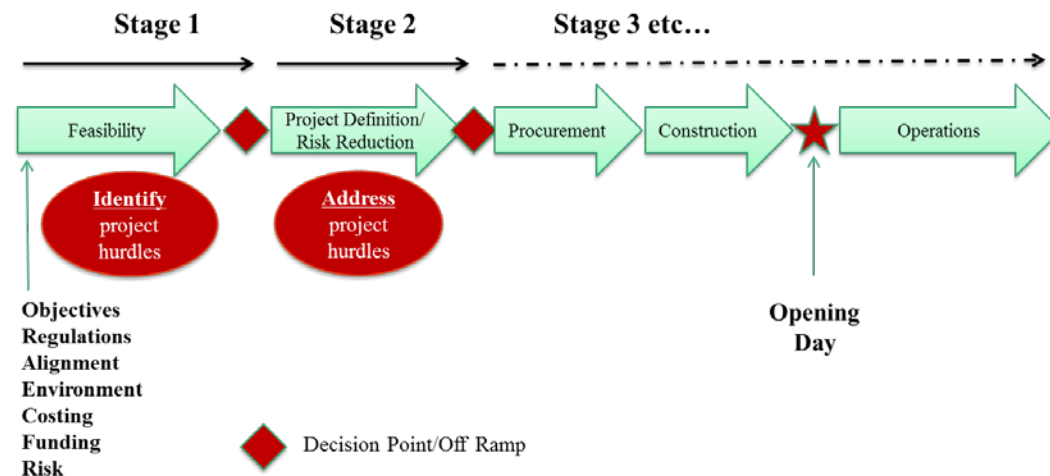 Stage 1
Stage 2
Stage 3 etc…
Feasibility
Project Definition/
Risk Reduction
Procurement
Construction
Operations
Identify
project
hurdles
Address
project
hurdles
Objectives
Regulations
Alignment
Environment
Costing
Funding
Risk
Opening
Day
Decision Point/Off Ramp